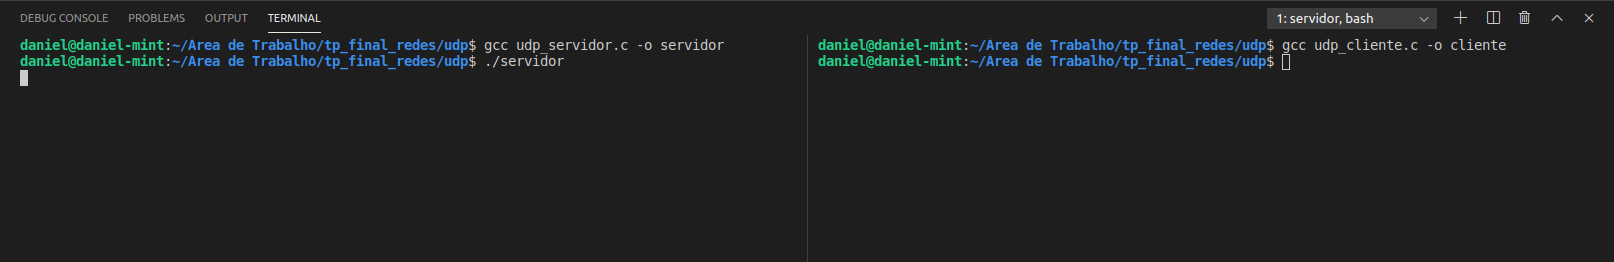 DEBUG CONSOLE PROBLEMS OUTPUT TERMINAL 1: servidor, bash
daniel@daniel-mint:~/Area de Trabalho/tp_final_redes/udp$ gcc udp_servidor.c -o servidor
daniel@daniel-mint:~/Area de Trabalho/tp_final_redes/udp$ ./servidor
daniel@daniel-mint:~/Area de Trabalho/tp_final_redes/udp$ gcc udp_cliente.c -o cliente
daniel@daniel-mint:~/Area de Trabalho/tp_final_redes/udp$